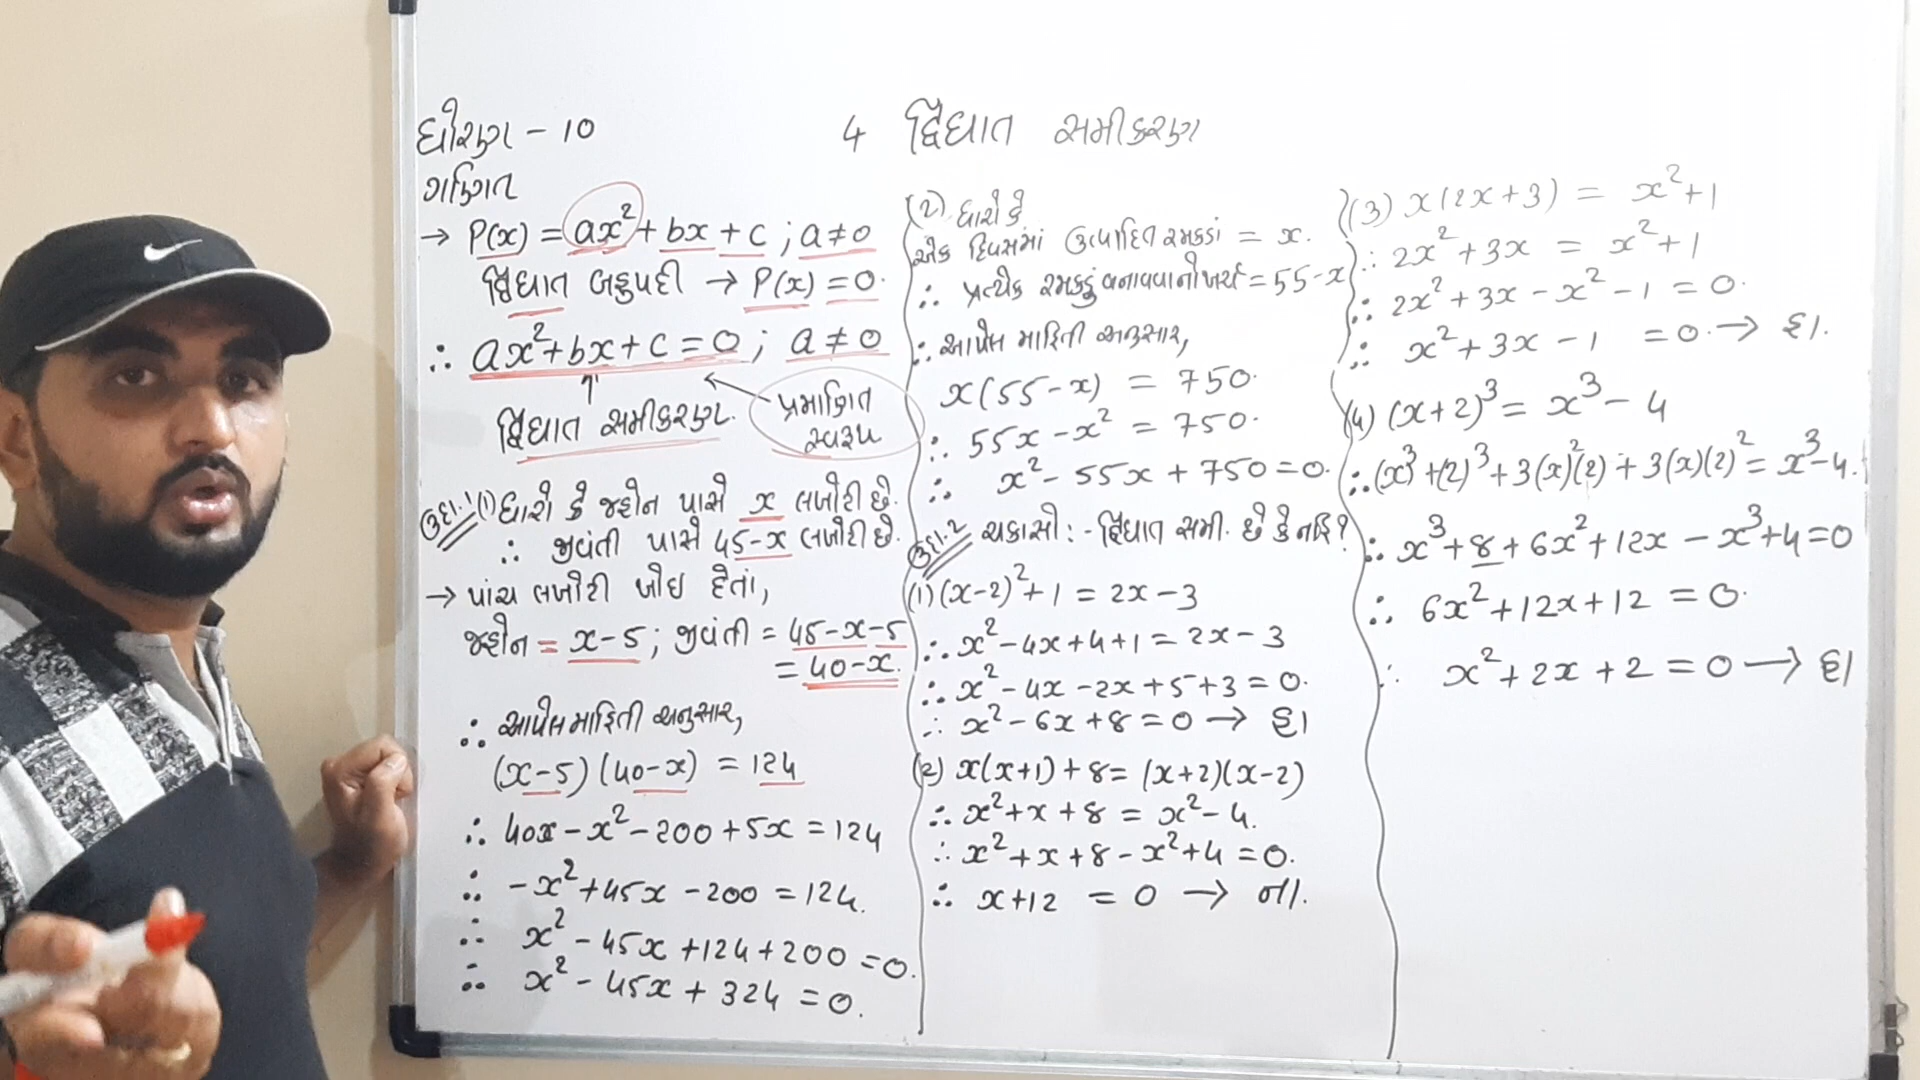 ધોરણ - 10
ગણિત
4 દ્વિઘાત સમીકરણ
→ P(x) = ax² + bx + c ; a ≠ 0
દ્વિઘાત બહુપદી → P(x) = 0.
∴ ax² + bx + c = 0 ; a ≠ 0
↑
દ્વિઘાત સમીકરણ.
પ્રમાણિત
સ્વરૂપ
ઉદા.1 (1) ધારો કે જહોન પાસે x લખોટી છે.
∴ જીવંતી પાસે 45-x લખોટી છે.
→ પાંચ લખોટી ખોઇ દેતાં,
જહોન = x-5 ; જીવંતી = 45-x-5
= 40-x.
∴ આપેલ માહિતી અનુસાર,
(x-5) (40-x) = 124
∴ 40x - x² - 200 + 5x = 124
∴ -x² + 45x - 200 = 124.
∴ x² - 45x + 124 + 200 = 0.
∴ x² - 45x + 324 = 0.
(2) ધારો કે
એક દિવસમાં ઉત્પાદિત રમકડાં = x.
∴ પ્રત્યેક રમકડું બનાવવાનો ખર્ચ = 55-x
∴ આપેલ માહિતી અનુસાર,
x(55-x) = 750.
∴ 55x - x² = 750.
∴ x² - 55x + 750 = 0.
ઉદા.2 ચકાસો :- દ્વિઘાત સમી. છે કે નહિ ?
(1) (x-2)² + 1 = 2x - 3
∴ x² - 4x + 4 + 1 = 2x - 3
∴ x² - 4x - 2x + 5 + 3 = 0.
∴ x² - 6x + 8 = 0 → હા
(2) x(x+1) + 8 = (x+2)(x-2)
∴ x² + x + 8 = x² - 4.
∴ x² + x + 8 - x² + 4 = 0.
∴ x + 12 = 0 → ના.
(3) x(2x+3) = x² + 1
∴ 2x² + 3x = x² + 1
∴ 2x² + 3x - x² - 1 = 0.
∴ x² + 3x - 1 = 0. → હા.
(4) (x+2)³ = x³ - 4
∴ (x³ + (2)³ + 3(x)²(2) + 3(x)(2)² = x³ - 4.
∴ x³ + 8 + 6x² + 12x - x³ + 4 = 0
∴ 6x² + 12x + 12 = 0.
∴ x² + 2x + 2 = 0 → હા